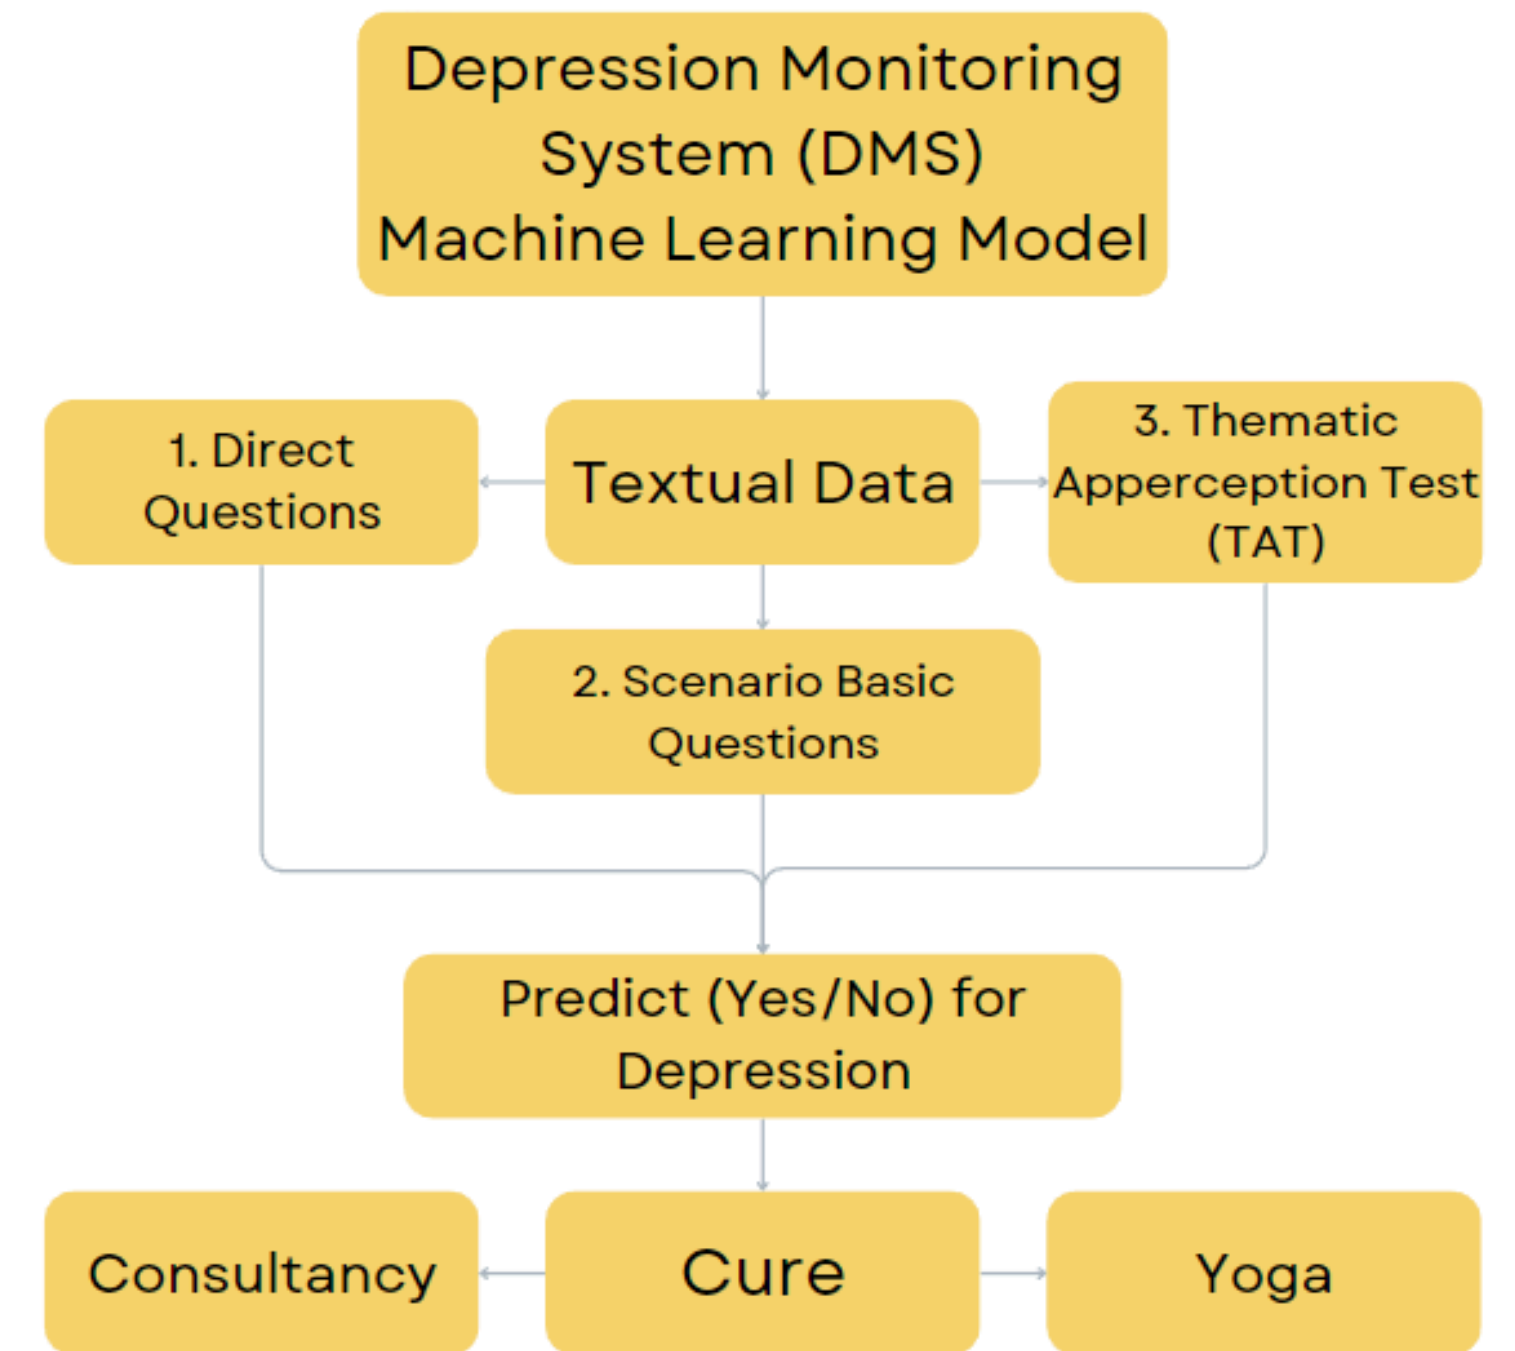 Depression Monitoring
System (DMS)
Machine Learning Model
1. Direct
Questions
Textual Data
3. Thematic
Apperception Test
(TAT)
2. Scenario Basic
Questions
Predict (Yes/No) for
Depression
Consultancy
Cure
Yoga